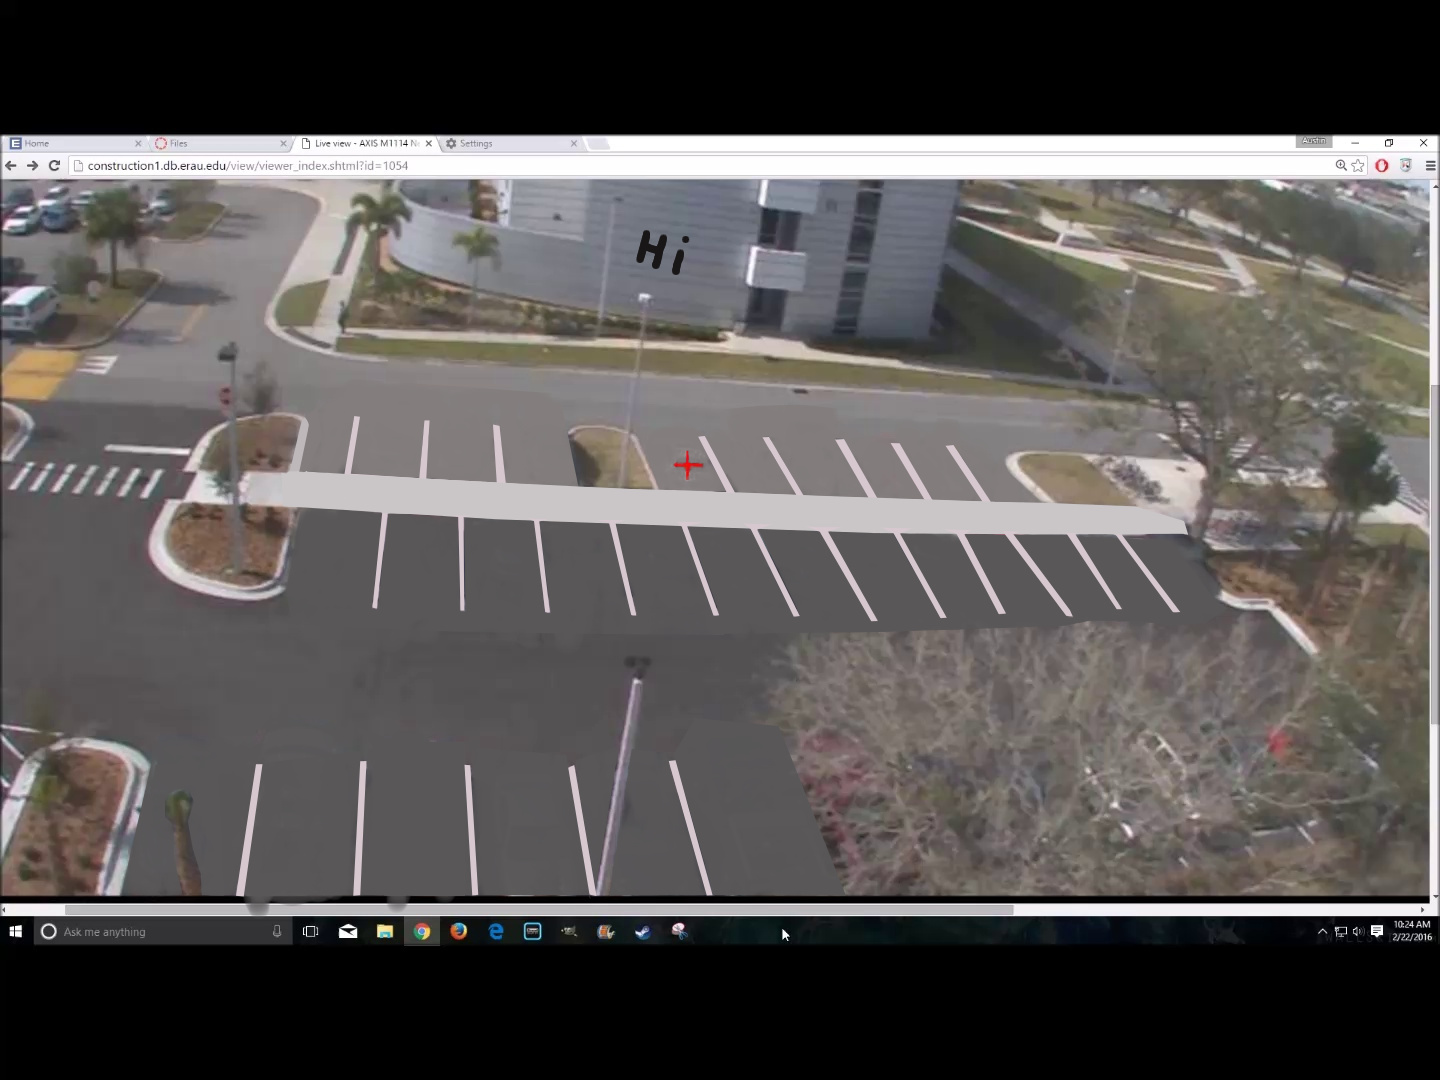 Home
Files
Live view - AXIS M1114 N
Settings
Austin
construction1.db.erau.edu/view/viewer_index.shtml?id=1054
Hi
Ask me anything
10:24 AM
2/22/2016